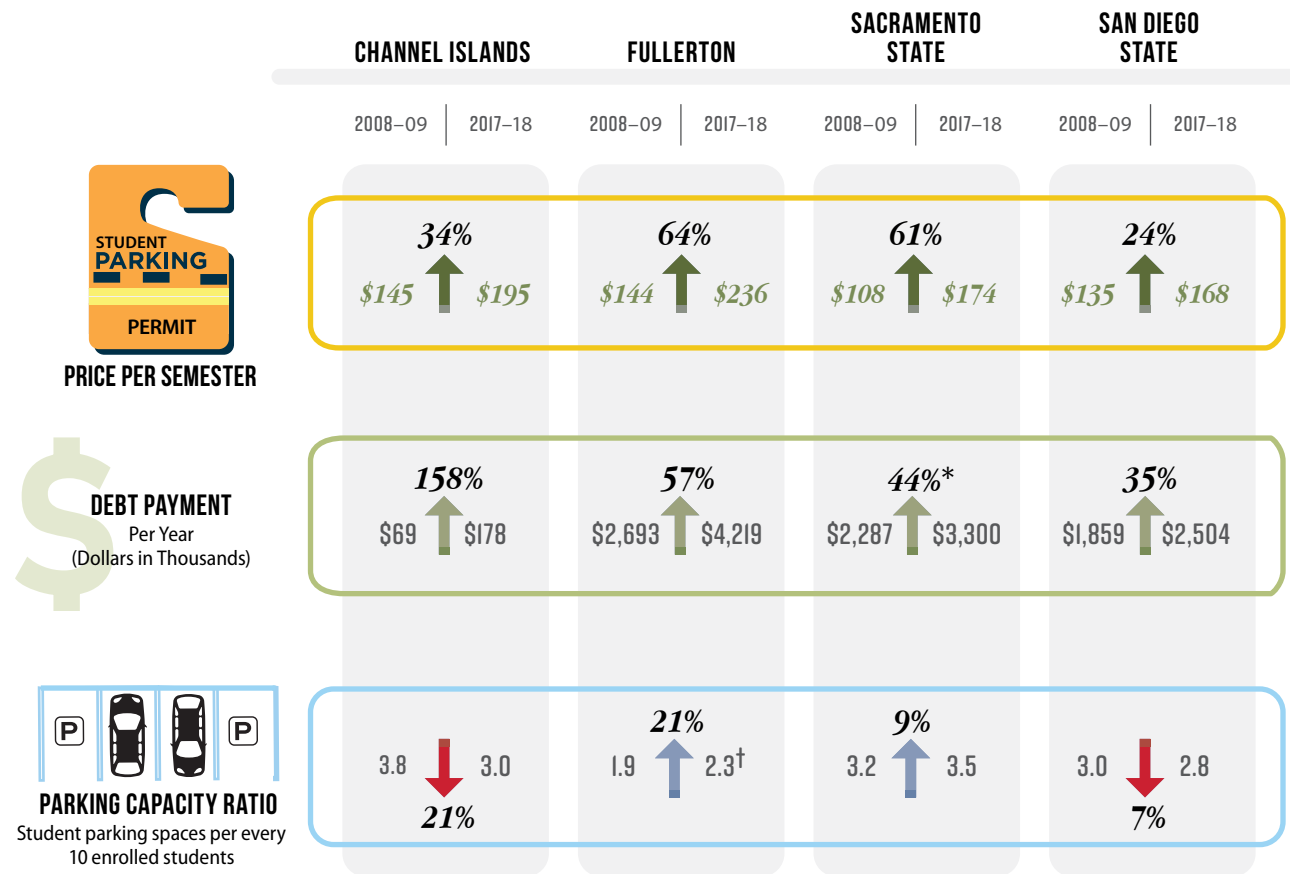 CHANNEL ISLANDS
FULLERTON
SACRAMENTO
STATE
SAN DIEGO
STATE
2008–09 2017–18
2008–09 2017–18
2008–09 2017–18
2008–09 2017–18
STUDENT
PARKING
PERMIT
PRICE PER SEMESTER
34%
$145 $195
64%
$144 $236
61%
$108 $174
24%
$135 $168
$
DEBT PAYMENT
Per Year
(Dollars in Thousands)
158%
$69 $178
57%
$2,693 $4,219
44%*
$2,287 $3,300
35%
$1,859 $2,504
P P
PARKING CAPACITY RATIO
Student parking spaces per every
10 enrolled students
3.8 3.0
21%
21%
1.9 2.3†
9%
3.2 3.5
3.0 2.8
7%